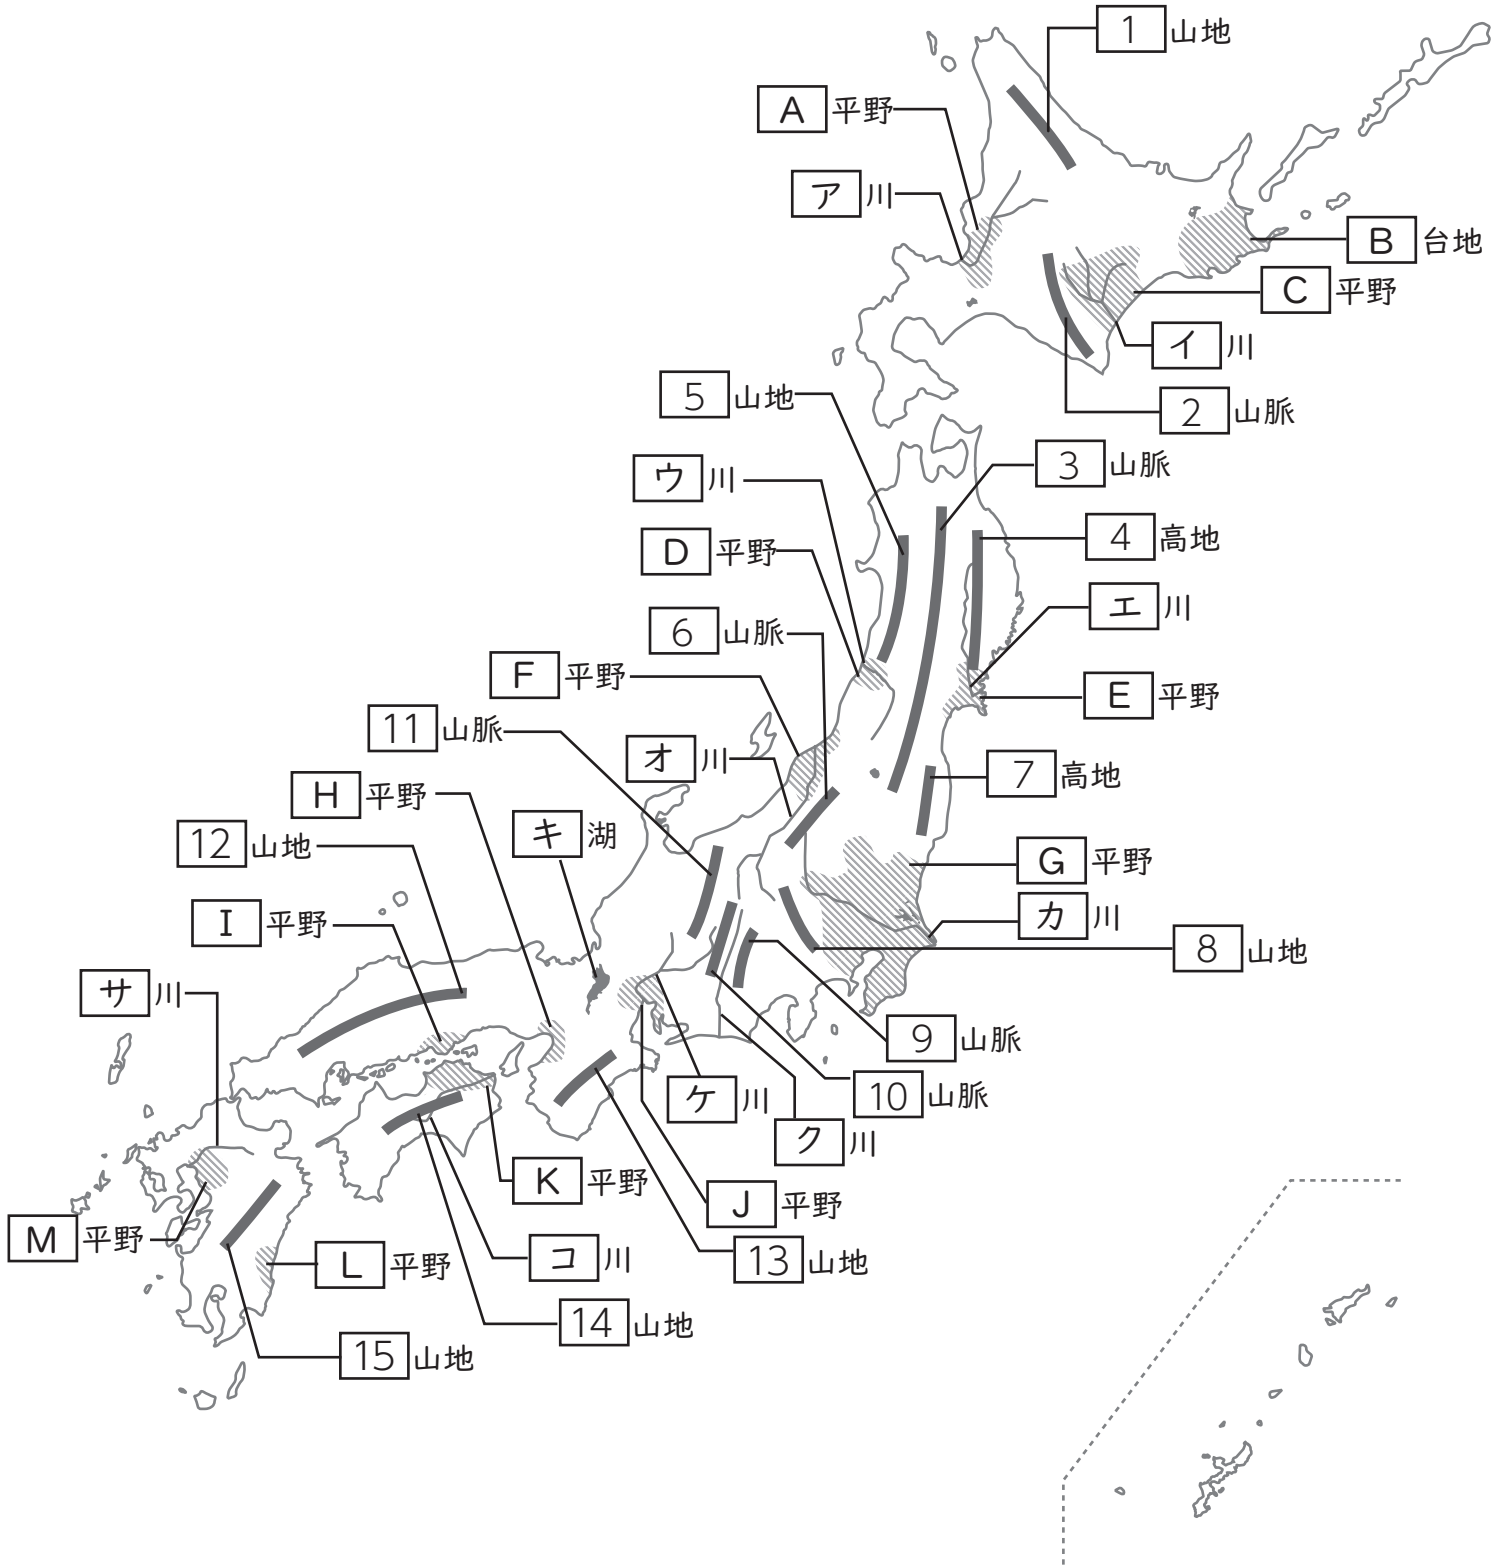 1 山地
A 平野
ア 川
B 台地
C 平野
イ 川
2 山脈
5 山地
3 山脈
ウ 川
4 高地
D 平野
エ 川
6 山脈
F 平野
E 平野
11 山脈
オ 川
7 高地
H 平野
キ 湖
12 山地
G 平野
I 平野
カ 川
8 山地
サ 川
9 山脈
10 山脈
ケ 川
ク 川
K 平野
J 平野
M 平野
L 平野
コ 川
13 山地
14 山地
15 山地